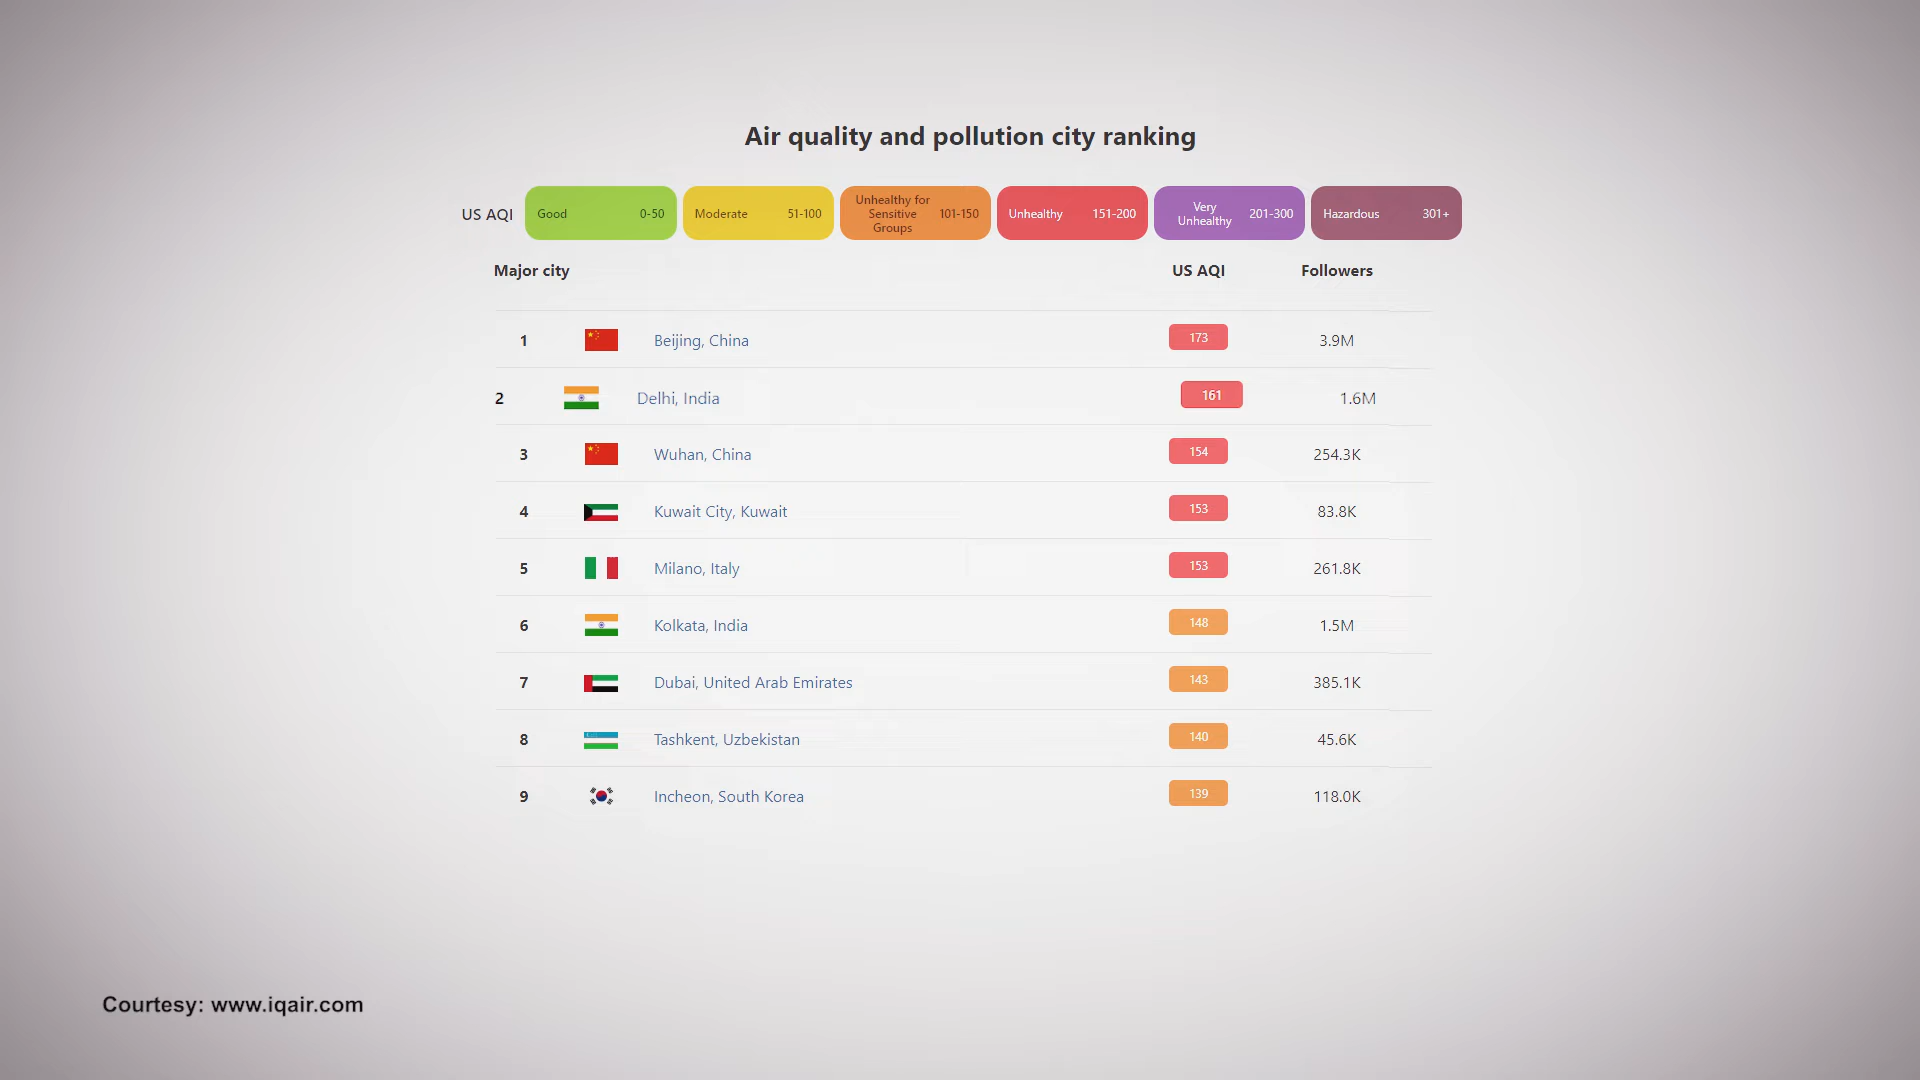 Air quality and pollution city ranking
US AQI Good 0-50 Moderate 51-100 Unhealthy for Sensitive Groups 101-150 Unhealthy 151-200 Very Unhealthy 201-300 Hazardous 301+
Major city US AQI Followers
1 Beijing, China 173 3.9M
2 Delhi, India 161 1.6M
3 Wuhan, China 154 254.3K
4 Kuwait City, Kuwait 153 83.8K
5 Milano, Italy 153 261.8K
6 Kolkata, India 148 1.5M
7 Dubai, United Arab Emirates 143 385.1K
8 Tashkent, Uzbekistan 140 45.6K
9 Incheon, South Korea 139 118.0K
Courtesy: www.iqair.com